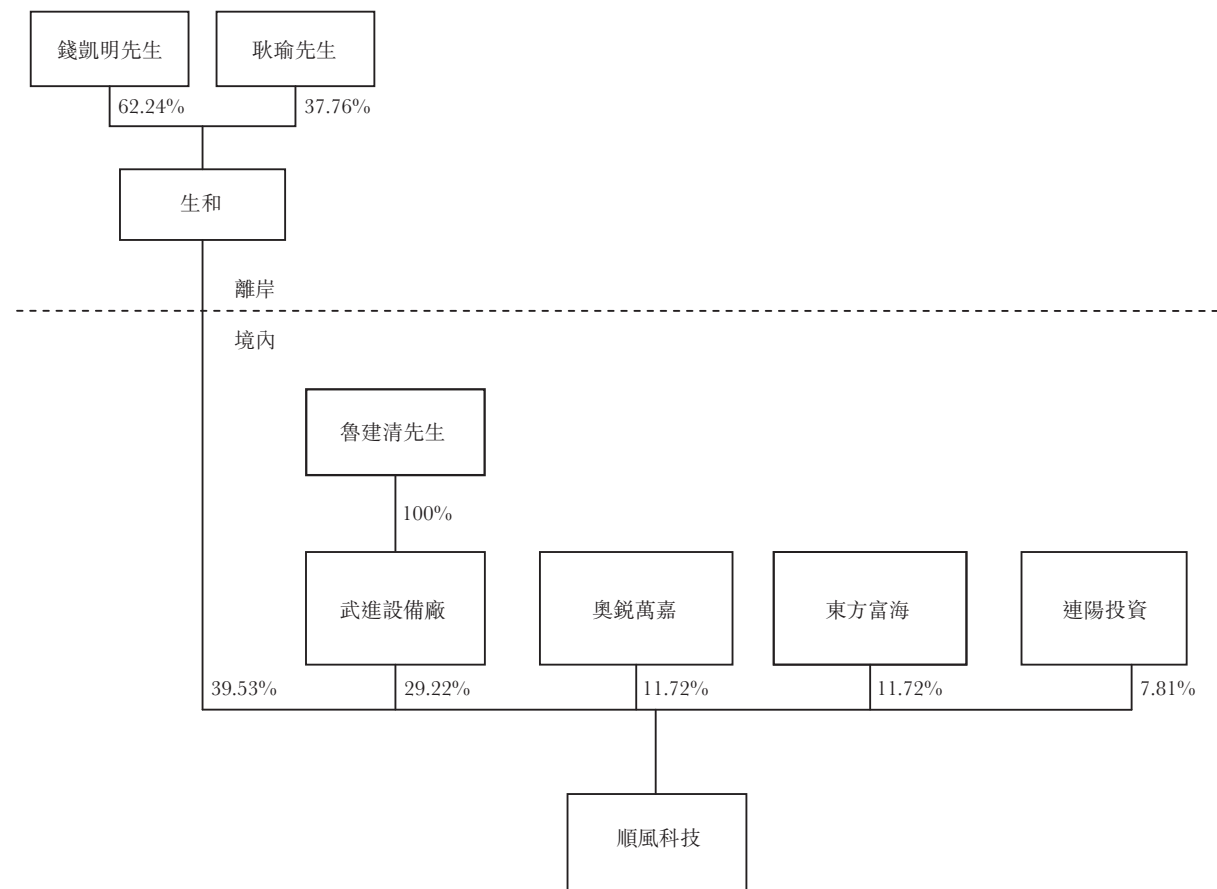 錢凱明先生
耿瑜先生
62.24%
37.76%
生和
離岸
境內
魯建清先生
100%
武進設備廠
奧銳萬嘉
東方富海
連陽投資
39.53%
29.22%
11.72%
11.72%
7.81%
順風科技